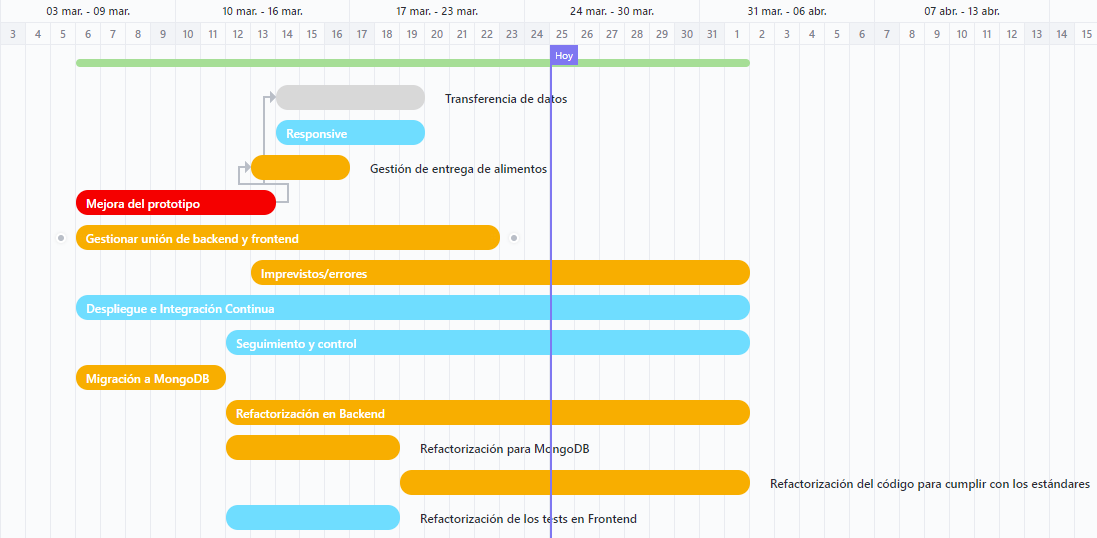 03 mar. - 09 mar. 10 mar. - 16 mar. 17 mar. - 23 mar. 24 mar. - 30 mar. 31 mar. - 06 abr. 07 abr. - 13 abr.
3 4 5 6 7 8 9 10 11 12 13 14 15 16 17 18 19 20 21 22 23 24 25 26 27 28 29 30 31 1 2 3 4 5 6 7 8 9 10 11 12 13 14 15
Hoy
Transferencia de datos
Responsive
Gestión de entrega de alimentos
Mejora del prototipo
Gestionar unión de backend y frontend
Imprevistos/errores
Despliegue e Integración Continua
Seguimiento y control
Migración a MongoDB
Refactorización en Backend
Refactorización para MongoDB
Refactorización del código para cumplir con los estándares
Refactorización de los tests en Frontend